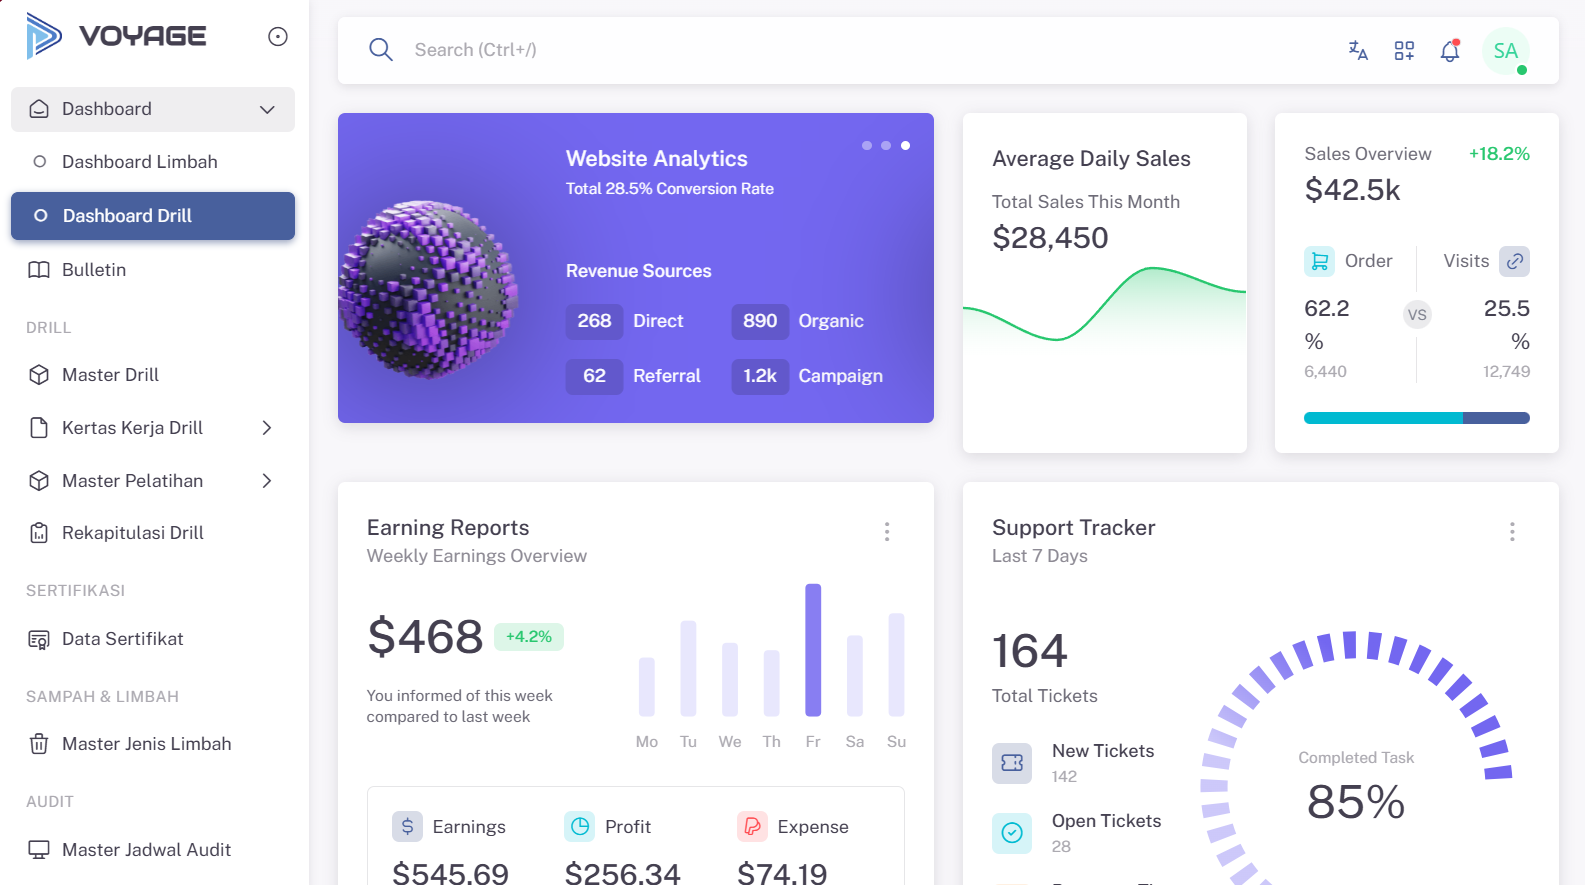 VOYAGE
Search (Ctrl+/)
SA
Dashboard
Dashboard Limbah
Dashboard Drill
Bulletin
DRILL
Master Drill
Kertas Kerja Drill
Master Pelatihan
Rekapitulasi Drill
SERTIFIKASI
Data Sertifikat
SAMPAH & LIMBAH
Master Jenis Limbah
AUDIT
Master Jadwal Audit
Website Analytics
Total 28.5% Conversion Rate
Revenue Sources
268 Direct
890 Organic
62 Referral
1.2k Campaign
Average Daily Sales
Total Sales This Month
$28,450
Sales Overview
+18.2%
$42.5k
Order
62.2
%
6,440
VS
Visits
25.5
%
12,749
Earning Reports
Weekly Earnings Overview
$468
+4.2%
You informed of this week
compared to last week
Mo Tu We Th Fr Sa Su
Earnings
$545.69
Profit
$256.34
Expense
$74.19
Support Tracker
Last 7 Days
164
Total Tickets
New Tickets
142
Open Tickets
28
Completed Task
85%